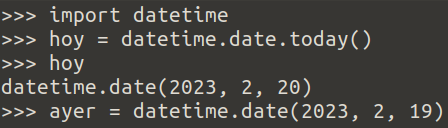 >>> import datetime
>>> hoy = datetime.date.today()
>>> hoy
datetime.date(2023, 2, 20)
>>> ayer = datetime.date(2023, 2, 19)